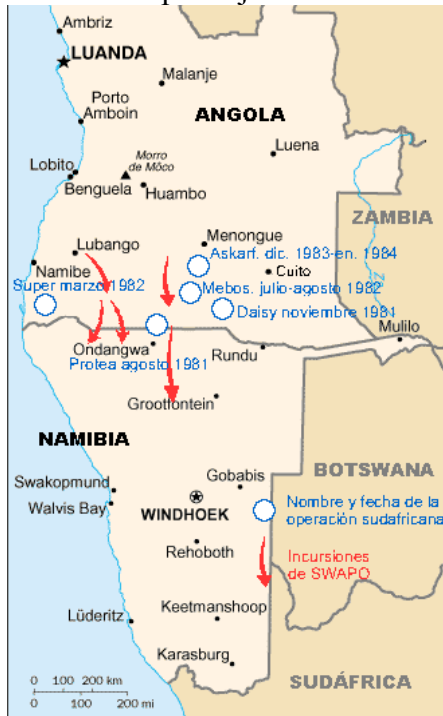 Ambriz
LUANDA
Malanje
Porto
Amboin
ANGOLA
Luena
Lobito
Morro
de Môco
Benguela
Huambo
ZAMBIA
Lubango
Menongue
Askarf. dic. 1983-en. 1984
Namibe
Cuito
Super marzo 1982
Mebos. julio-agosto 1982
Daisy noviembre 1981
Mulilo
Ondangwa
Rundu
Protea agosto 1981
Grootfontein
NAMIBIA
BOTSWANA
Gobabis
Swakopmund
Walvis Bay
WINDHOEK
Nombre y fecha de la
operación sudafricana
Rehoboth
Incursiones
de SWAPO
Lüderitz
Keetmanshoop
Karasburg
SUDÁFRICA
0 100 200 km
0 100 200 mi